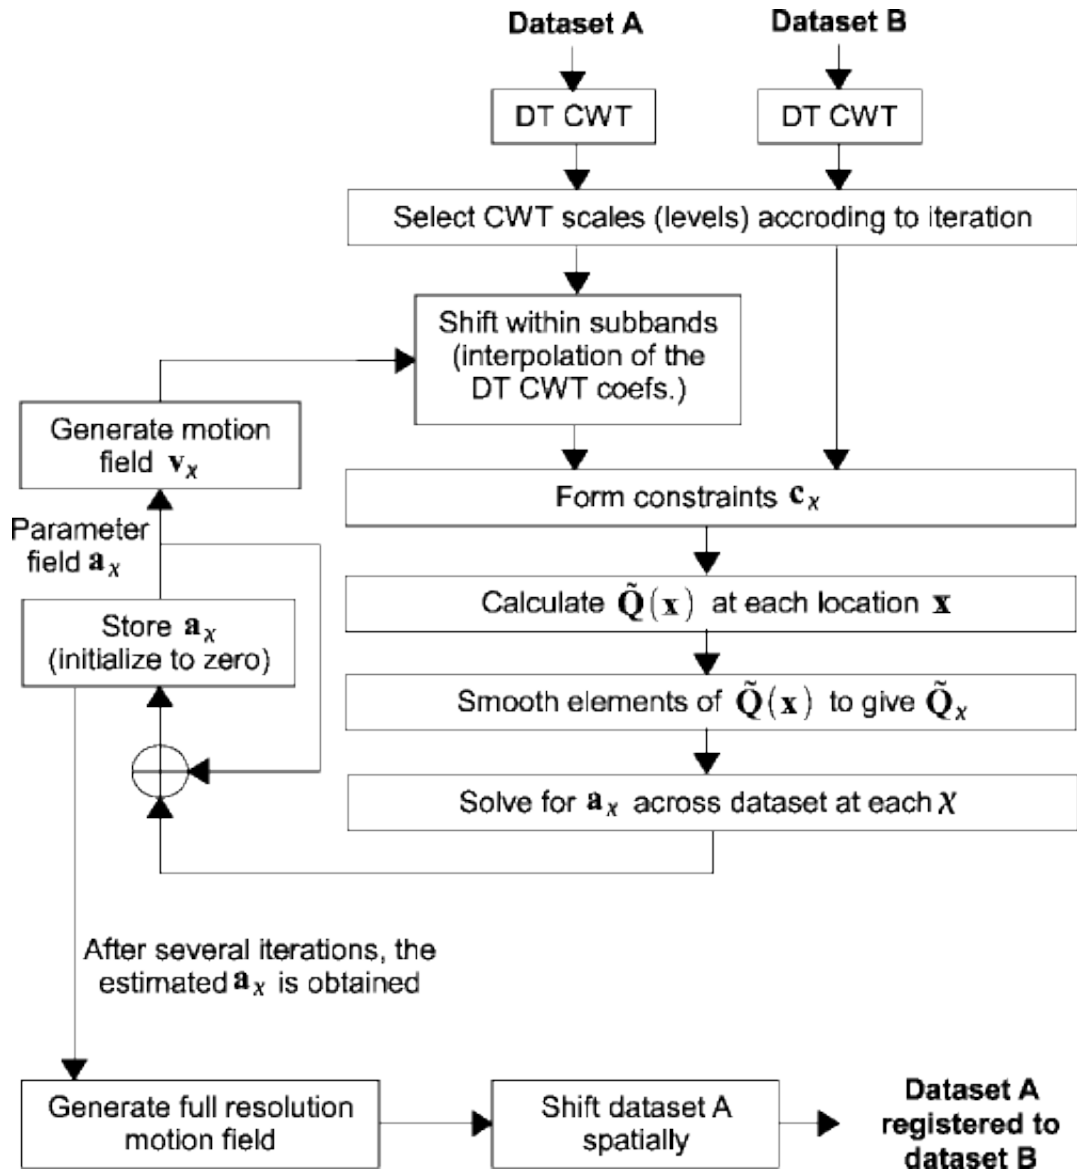 Dataset A
Dataset B
DT CWT
DT CWT
Select CWT scales (levels) accroding to iteration
Shift within subbands
(interpolation of the
DT CWT coefs.)
Generate motion
field v_χ
Form constraints c_χ
Parameter
field a_χ
Calculate Q̃(x) at each location x
Store a_χ
(initialize to zero)
Smooth elements of Q̃(x) to give Q̃_χ
Solve for a_χ across dataset at each χ
After several iterations, the
estimated a_χ is obtained
Generate full resolution
motion field
Shift dataset A
spatially
Dataset A
registered to
dataset B